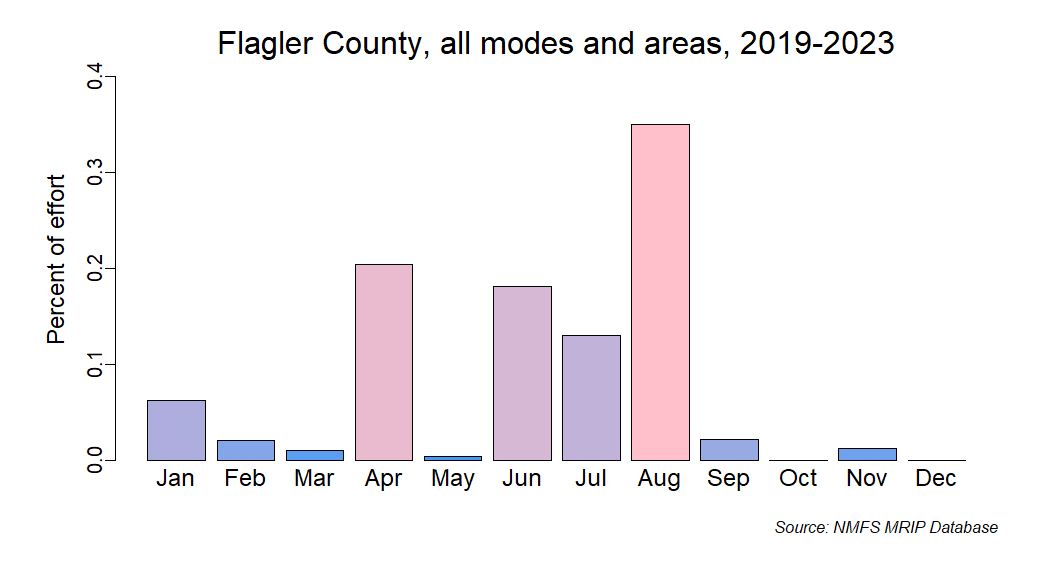 Flagler County, all modes and areas, 2019-2023
Percent of effort
0.4
0.3
0.2
0.1
0.0
Jan Feb Mar Apr May Jun Jul Aug Sep Oct Nov Dec
Source: NMFS MRIP Database